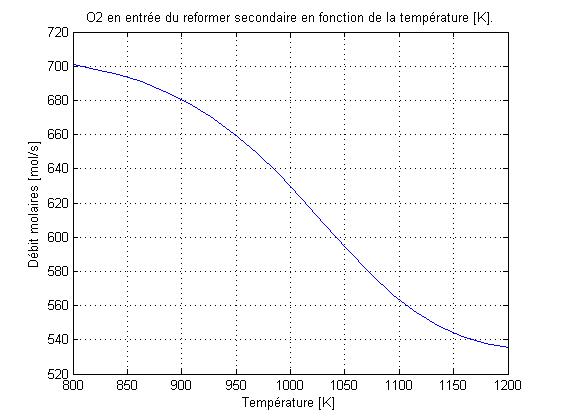 O2 en entrée du reformer secondaire en fonction de la température [K].
720
700
680
660
640
620
600
580
560
540
520
Débit molaires [mol/s]
800 850 900 950 1000 1050 1100 1150 1200
Température [K]